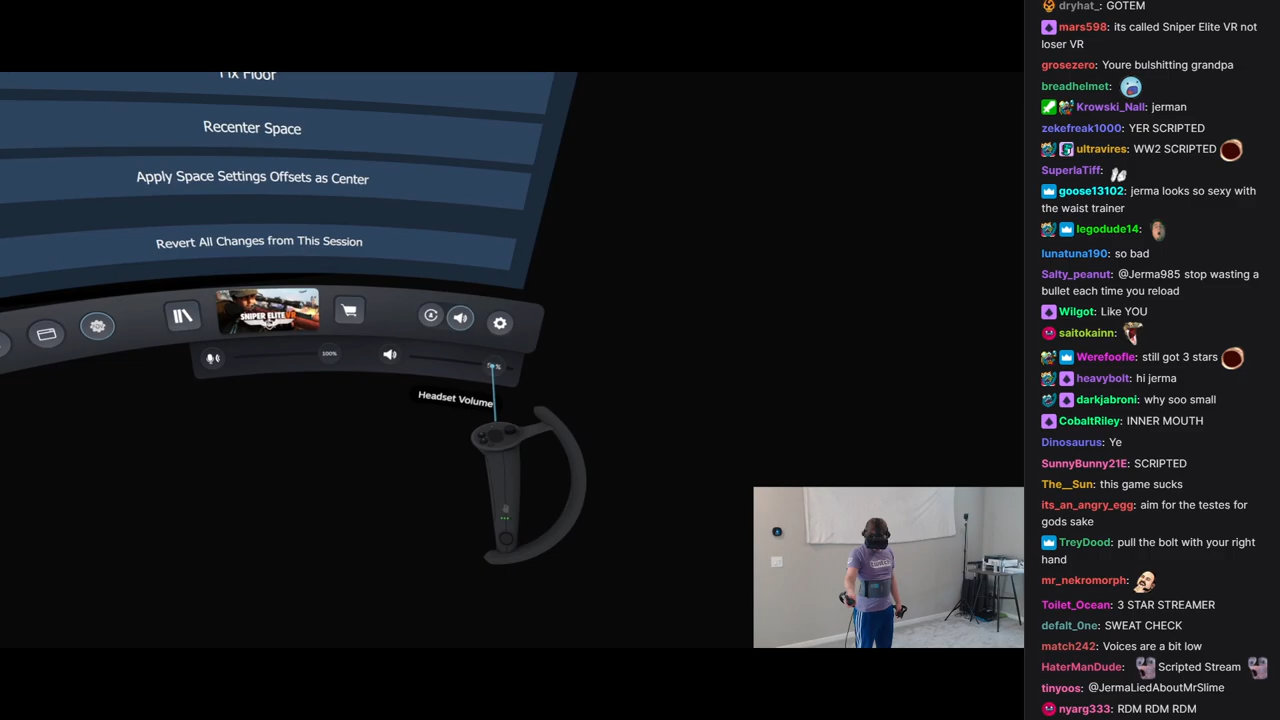 Fix Floor
Recenter Space
Apply Space Settings Offsets as Center
Revert All Changes from This Session
SNIPER ELITE VR
100%
Headset Volume
dryhat_: GOTEM
mars598: its called Sniper Elite VR not
loser VR
grosezero: Youre bulshitting grandpa
breadhelmet:
Krowski_Nall: jerman
zekefreak1000: YER SCRIPTED
ultravires: WW2 SCRIPTED
SuperlaTiff:
goose13102: jerma looks so sexy with
the waist trainer
legodude14:
lunatuna190: so bad
Salty_peanut: @Jerma985 stop wasting a
bullet each time you reload
Wilgot: Like YOU
saitokainn:
Werefoofle: still got 3 stars
heavybolt: hi jerma
darkjabroni: why soo small
CobaltRiley: INNER MOUTH
Dinosaurus: Ye
SunnyBunny21E: SCRIPTED
The__Sun: this game sucks
its_an_angry_egg: aim for the testes for
gods sake
TreyDood: pull the bolt with your right
hand
mr_nekromorph:
Toilet_Ocean: 3 STAR STREAMER
defalt_0ne: SWEAT CHECK
match242: Voices are a bit low
HaterManDude: Scripted Stream
tinyoos: @JermaLiedAboutMrSlime
nyarg333: RDM RDM RDM